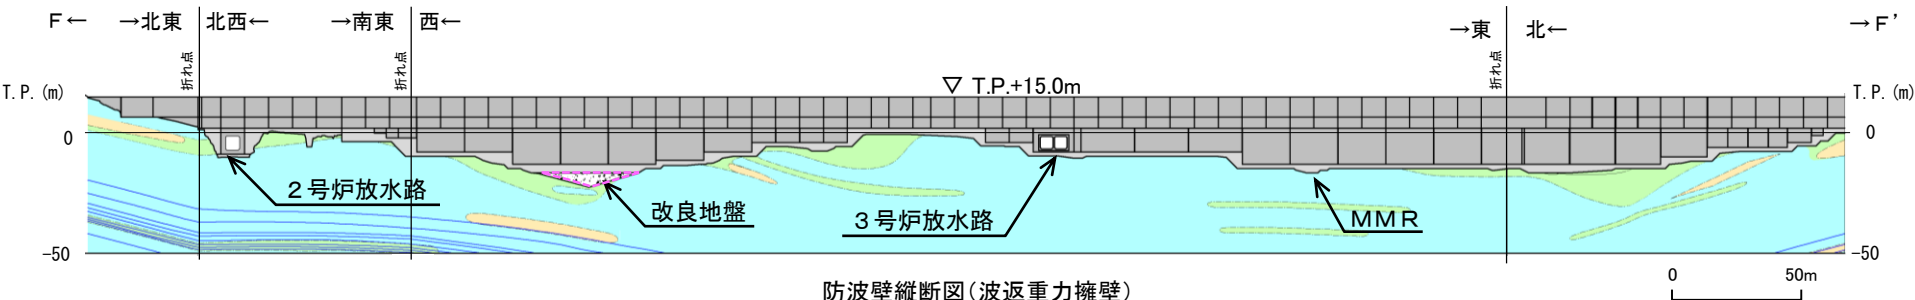 F← →北東 北西← →南東 西← →東 北← →F’
折れ点 折れ点 折れ点
T.P.(m) ▽ T.P.+15.0m T.P.(m)
0 0
2号炉放水路 改良地盤 3号炉放水路 MMR
-50 -50
防波壁縦断図(波返重力擁壁)
0 50m